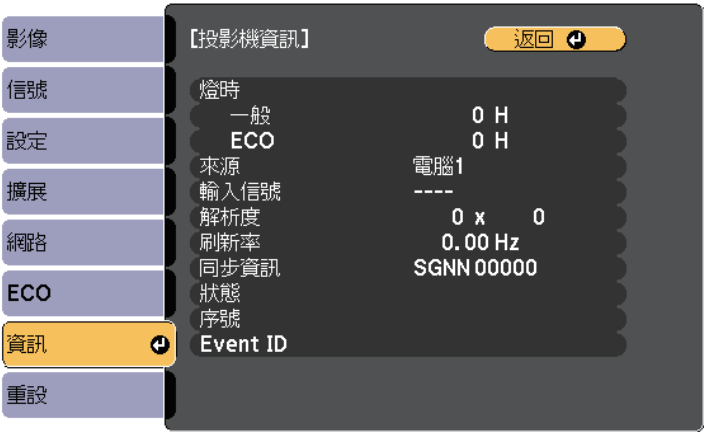 影像
信號
設定
擴展
網路
ECO
資訊
重設
[投影機資訊]
返回
燈時
一般 0 H
ECO 0 H
來源 電腦1
輸入信號 ----
解析度 0 x 0
刷新率 0.00 Hz
同步資訊 SGNN 00000
狀態
序號
Event ID